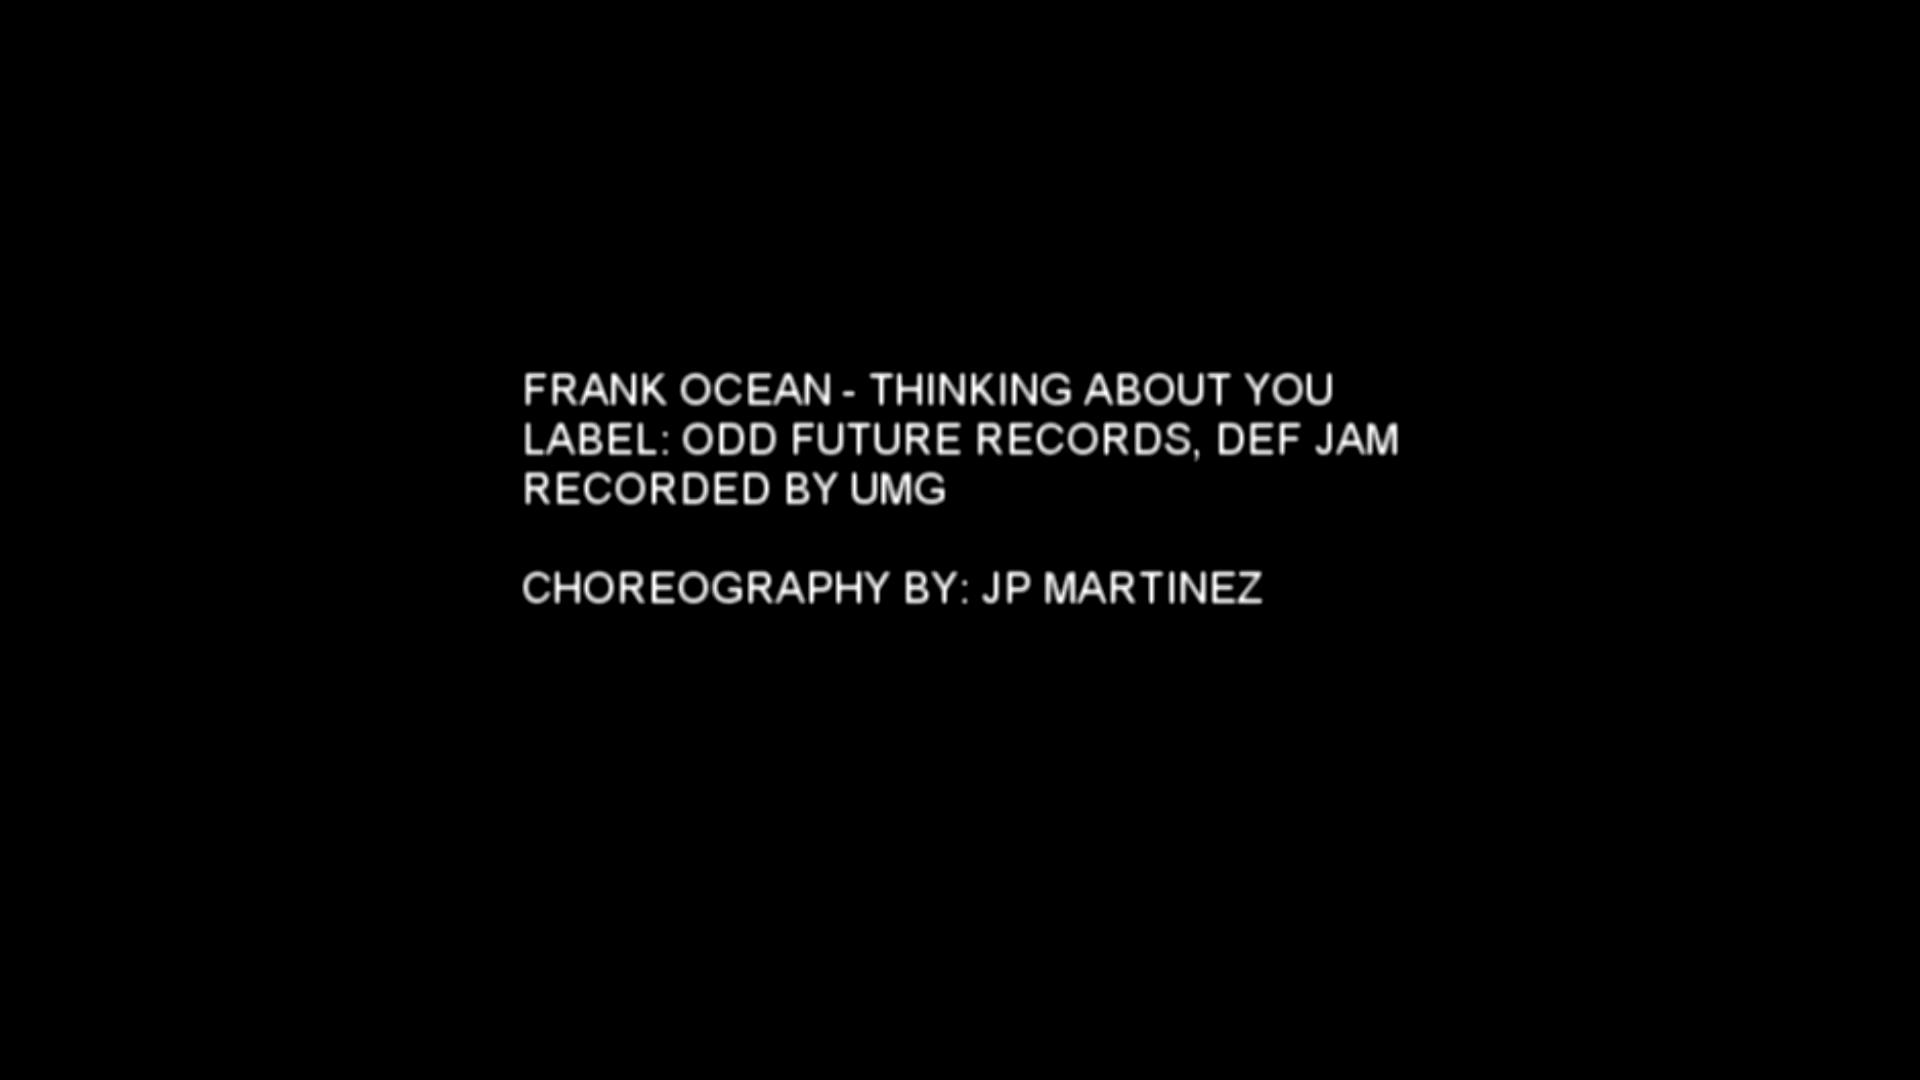 FRANK OCEAN - THINKING ABOUT YOU
LABEL: ODD FUTURE RECORDS, DEF JAM
RECORDED BY UMG
CHOREOGRAPHY BY: JP MARTINEZ